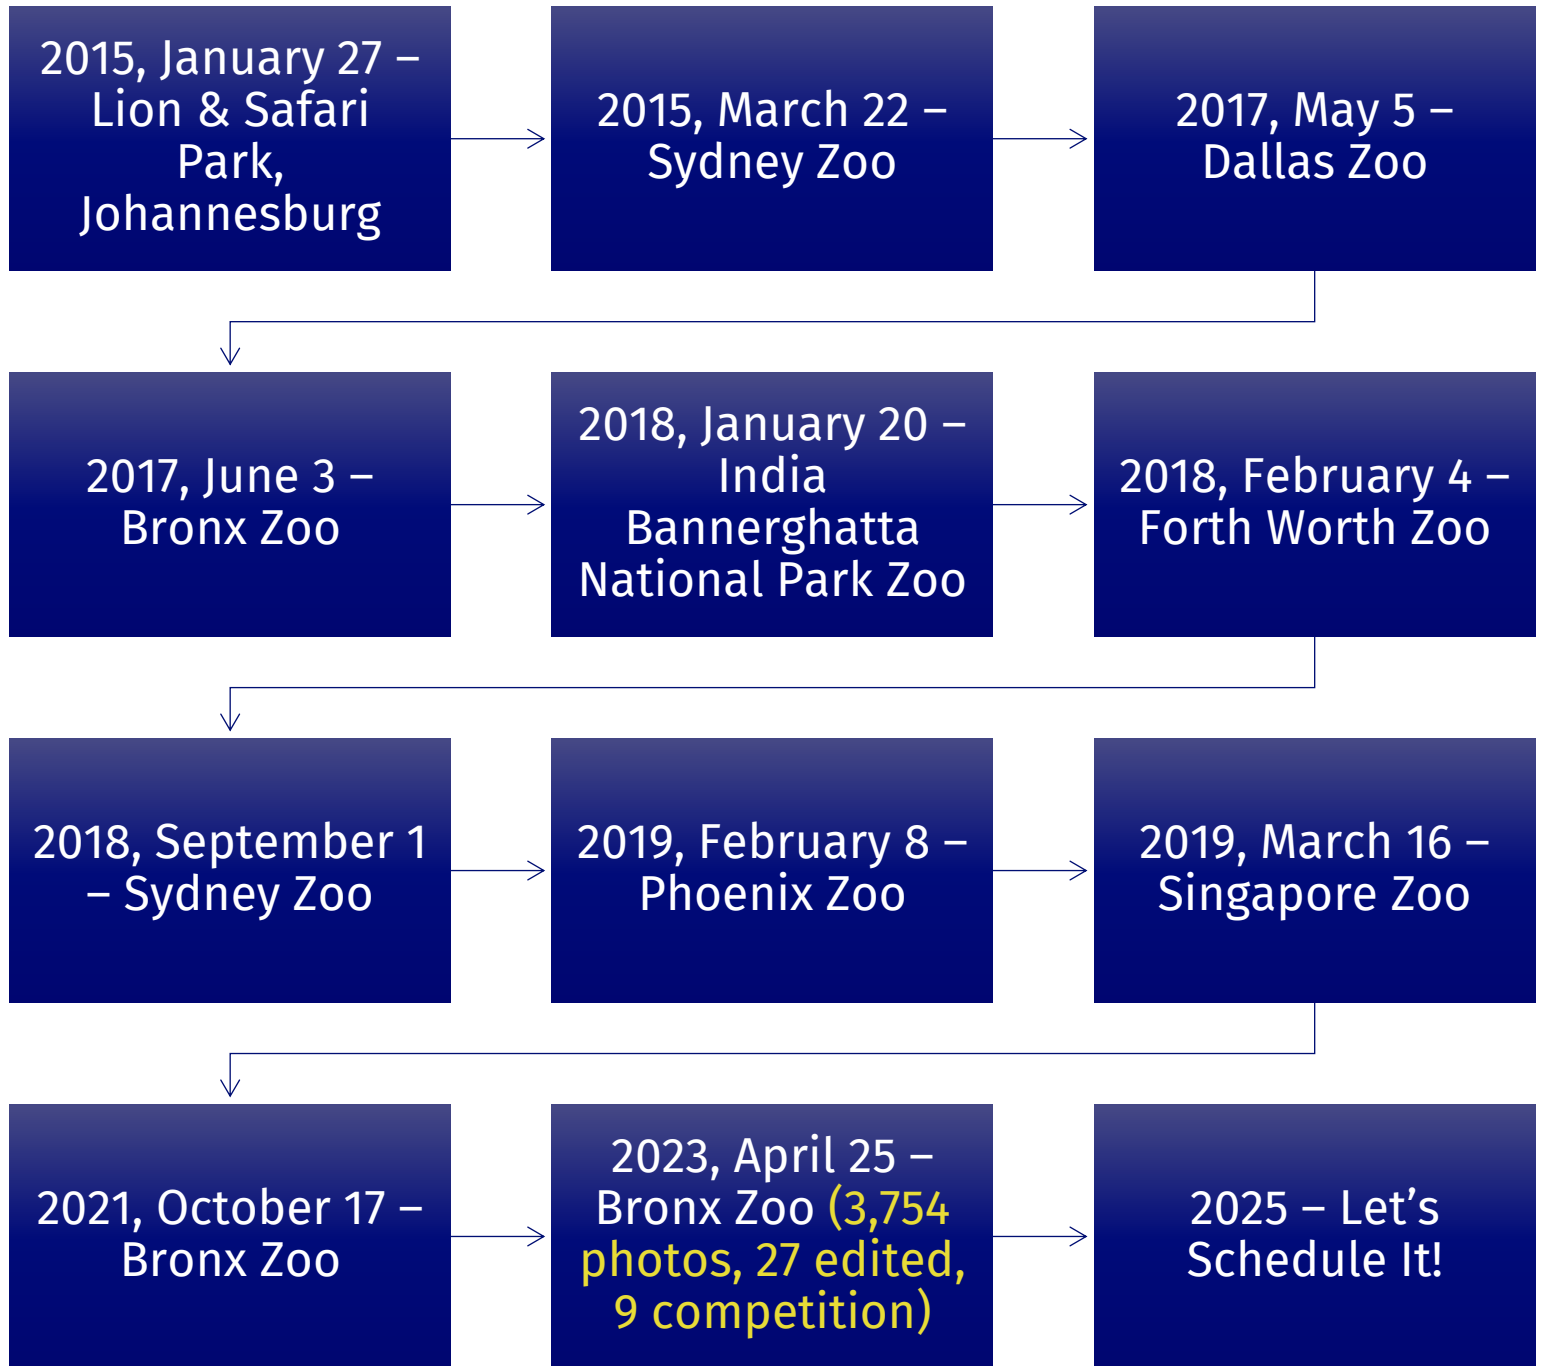 2015, January 27 –
Lion & Safari
Park,
Johannesburg
2015, March 22 –
Sydney Zoo
2017, May 5 –
Dallas Zoo
2017, June 3 –
Bronx Zoo
2018, January 20 –
India
Bannerghatta
National Park Zoo
2018, February 4 –
Forth Worth Zoo
2018, September 1
– Sydney Zoo
2019, February 8 –
Phoenix Zoo
2019, March 16 –
Singapore Zoo
2021, October 17 –
Bronx Zoo
2023, April 25 –
Bronx Zoo (3,754
photos, 27 edited,
9 competition)
2025 – Let’s
Schedule It!